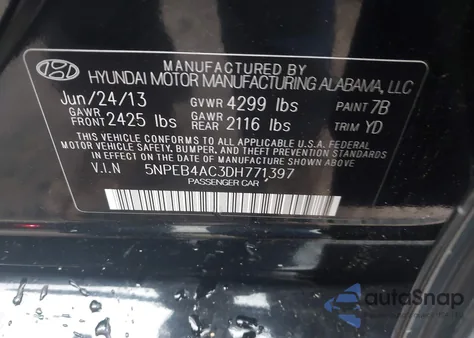 MANUFACTURED BY
HYUNDAI MOTOR MANUFACTURING ALABAMA, LLC
Jun/24/13 GVWR 4299 lbs PAINT 7B
GAWR FRONT 2425 lbs GAWR REAR 2116 lbs TRIM YD
THIS VEHICLE CONFORMS TO ALL APPLICABLE U.S. FEDERAL
MOTOR VEHICLE SAFETY, BUMPER, AND THEFT PREVENTION
STANDARDS IN EFFECT ON THE DATE OF MANUFACTURE SHOWN ABOVE.
V.I.N 5NPEB4AC3DH771397
PASSENGER CAR
autoSnap